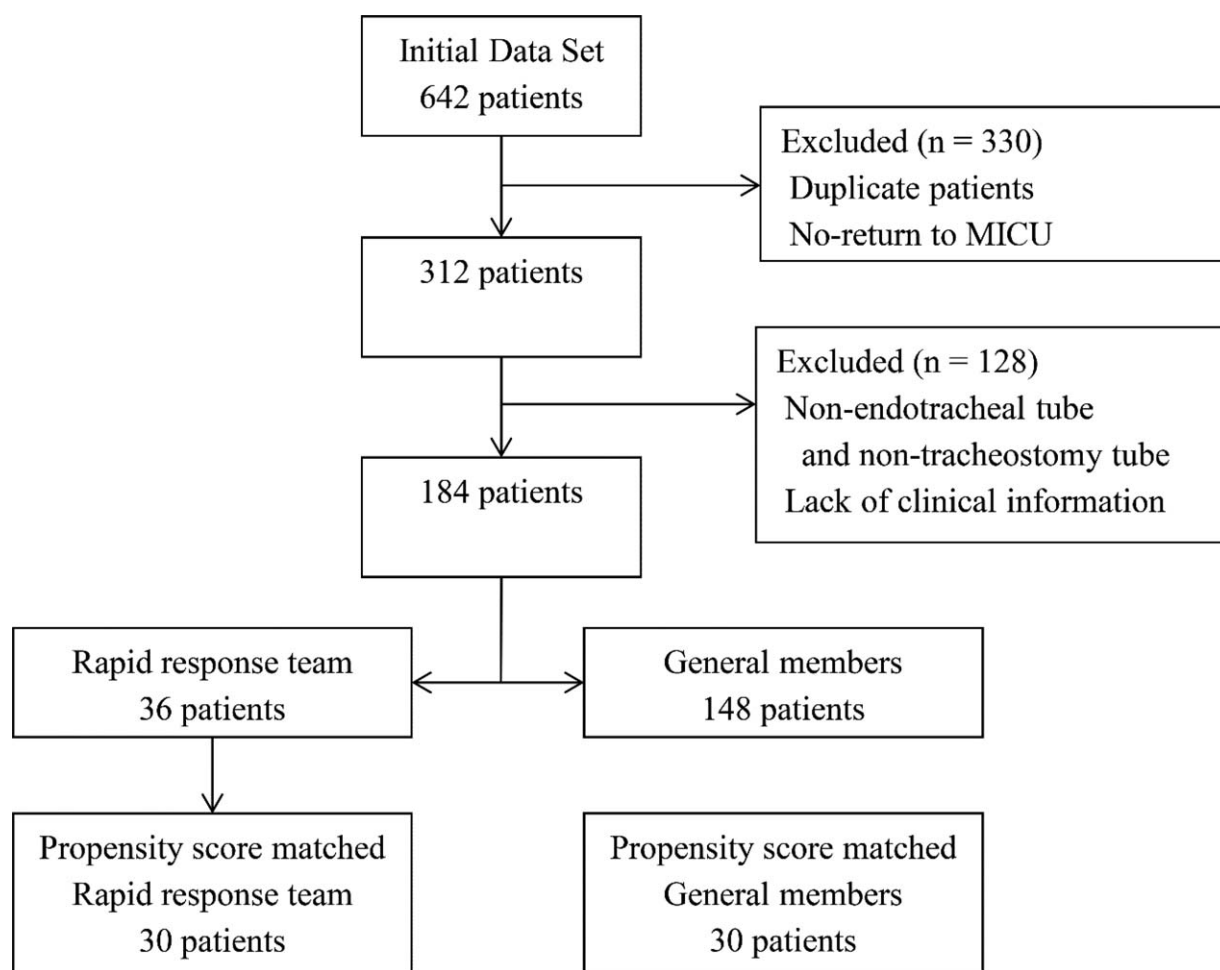 Initial Data Set
642 patients
Excluded (n = 330)
Duplicate patients
No-return to MICU
312 patients
Excluded (n = 128)
Non-endotracheal tube
and non-tracheostomy tube
Lack of clinical information
184 patients
Rapid response team
36 patients
General members
148 patients
Propensity score matched
Rapid response team
30 patients
Propensity score matched
General members
30 patients